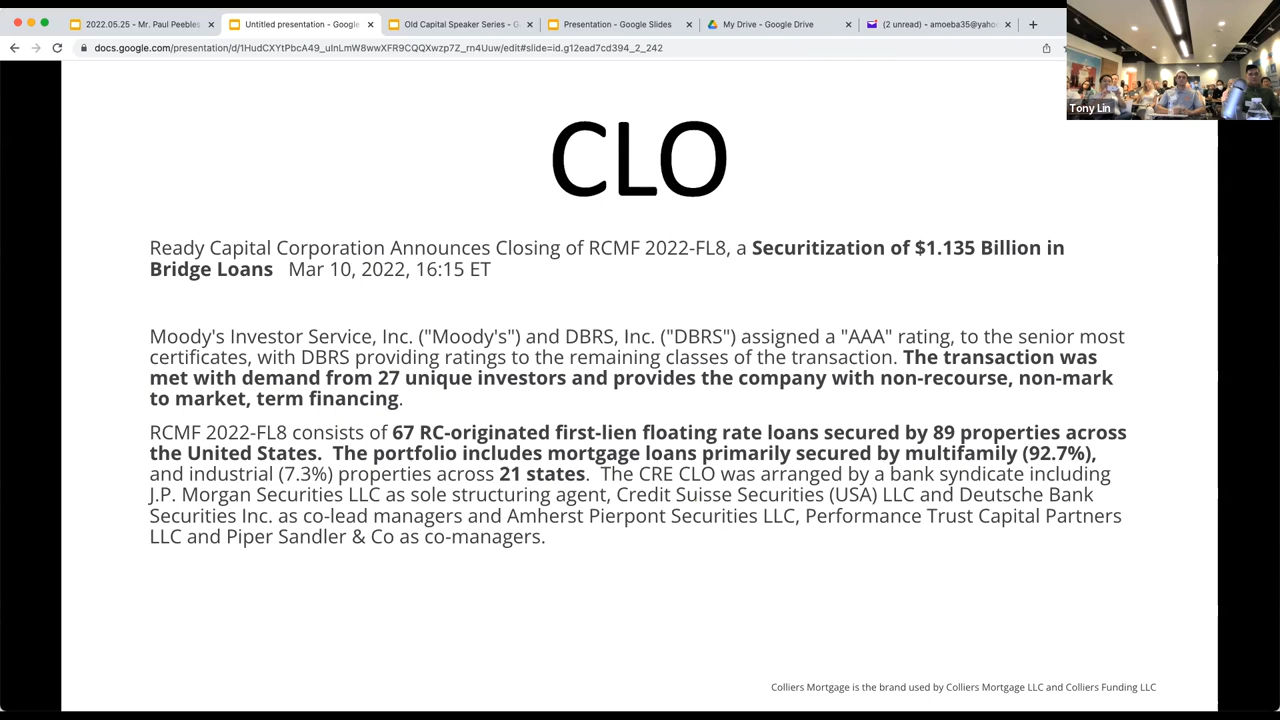 2022.05.25 - Mr. Paul Peebles
Untitled presentation - Google
Old Capital Speaker Series - G
Presentation - Google Slides
My Drive - Google Drive
(2 unread) - amoeba35@yaho
docs.google.com/presentation/d/1HudCXYtPbcA49_uInLmW8wwXFR9CQQXwzp7Z_rn4Uuw/edit#slide=id.g12ead7cd394_2_242
Tony Lin
CLO
Ready Capital Corporation Announces Closing of RCMF 2022-FL8, a Securitization of $1.135 Billion in
Bridge Loans Mar 10, 2022, 16:15 ET
Moody's Investor Service, Inc. ("Moody's") and DBRS, Inc. ("DBRS") assigned a "AAA" rating, to the senior most
certificates, with DBRS providing ratings to the remaining classes of the transaction. The transaction was
met with demand from 27 unique investors and provides the company with non-recourse, non-mark
to market, term financing.
RCMF 2022-FL8 consists of 67 RC-originated first-lien floating rate loans secured by 89 properties across
the United States. The portfolio includes mortgage loans primarily secured by multifamily (92.7%),
and industrial (7.3%) properties across 21 states. The CRE CLO was arranged by a bank syndicate including
J.P. Morgan Securities LLC as sole structuring agent, Credit Suisse Securities (USA) LLC and Deutsche Bank
Securities Inc. as co-lead managers and Amherst Pierpont Securities LLC, Performance Trust Capital Partners
LLC and Piper Sandler & Co as co-managers.
Colliers Mortgage is the brand used by Colliers Mortgage LLC and Colliers Funding LLC